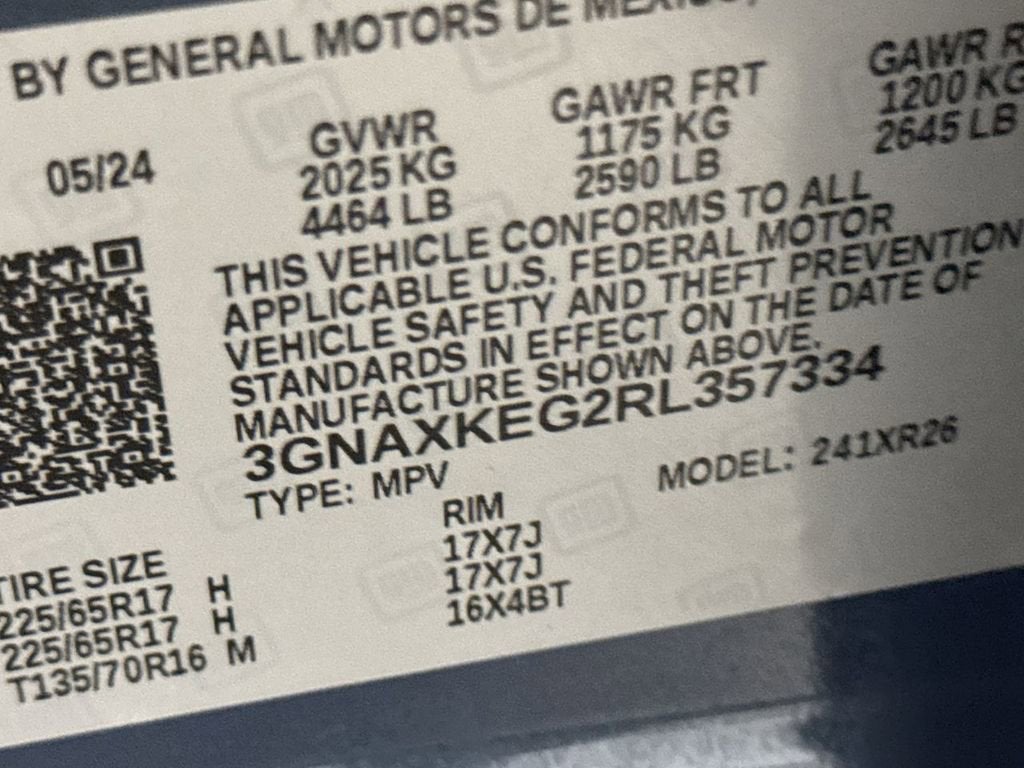 BY GENERAL MOTORS DE MEXICO,
05/24 GVWR GAWR FRT GAWR R
2025 KG 1175 KG 1200 KG
4464 LB 2590 LB 2645 LB
THIS VEHICLE CONFORMS TO ALL
APPLICABLE U.S. FEDERAL MOTOR
VEHICLE SAFETY AND THEFT PREVENTION
STANDARDS IN EFFECT ON THE DATE OF
MANUFACTURE SHOWN ABOVE.
3GNAXKEG2RL357334
TYPE: MPV MODEL: 241XR26
TIRE SIZE RIM
225/65R17 H 17X7J
225/65R17 H 17X7J
T135/70R16 M 16X4BT